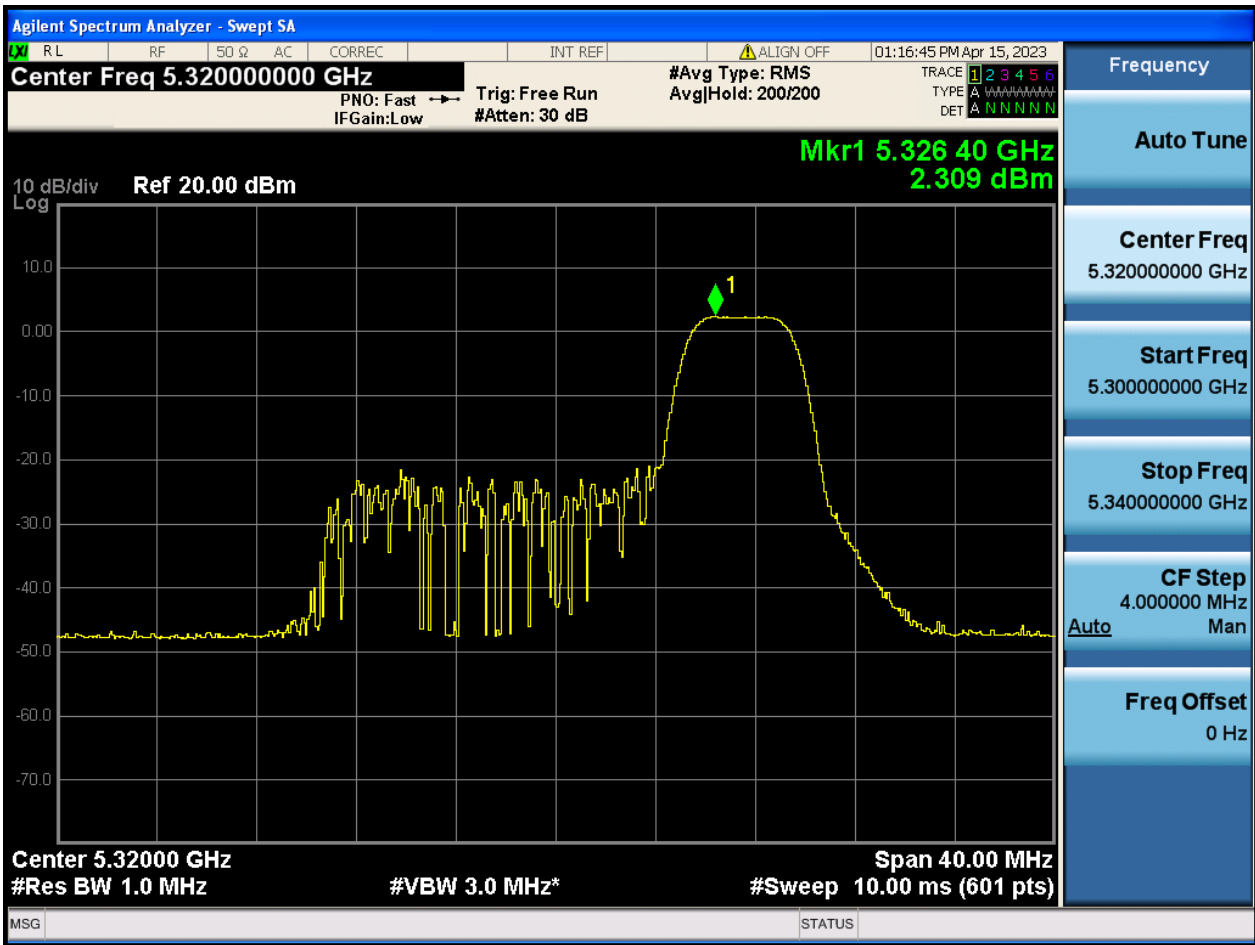 Agilent Spectrum Analyzer - Swept SA
LXI RL RF 50 Ω AC CORREC INT REF ALIGN OFF 01:16:45 PM Apr 15, 2023
Center Freq 5.320000000 GHz
PNO: Fast
IFGain:Low
Trig: Free Run
#Atten: 30 dB
#Avg Type: RMS
Avg|Hold: 200/200
TRACE 1 2 3 4 5 6
TYPE A WWWWW
DET A N N N N N
Mkr1 5.326 40 GHz
2.309 dBm
10 dB/div Ref 20.00 dBm
Log
1
10.0
0.00
-10.0
-20.0
-30.0
-40.0
-50.0
-60.0
-70.0
Center 5.32000 GHz Span 40.00 MHz
#Res BW 1.0 MHz #VBW 3.0 MHz* #Sweep 10.00 ms (601 pts)
MSG STATUS
Frequency
Auto Tune
Center Freq
5.320000000 GHz
Start Freq
5.300000000 GHz
Stop Freq
5.340000000 GHz
CF Step
4.000000 MHz
Auto Man
Freq Offset
0 Hz